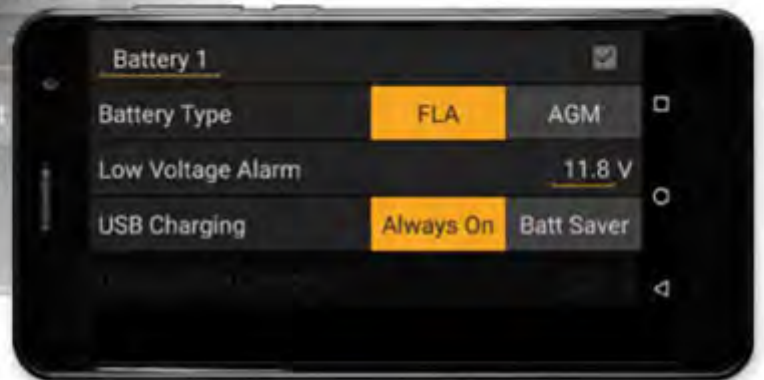 Battery 1
Battery Type FLA AGM
Low Voltage Alarm 11.8 V
USB Charging Always On Batt Saver